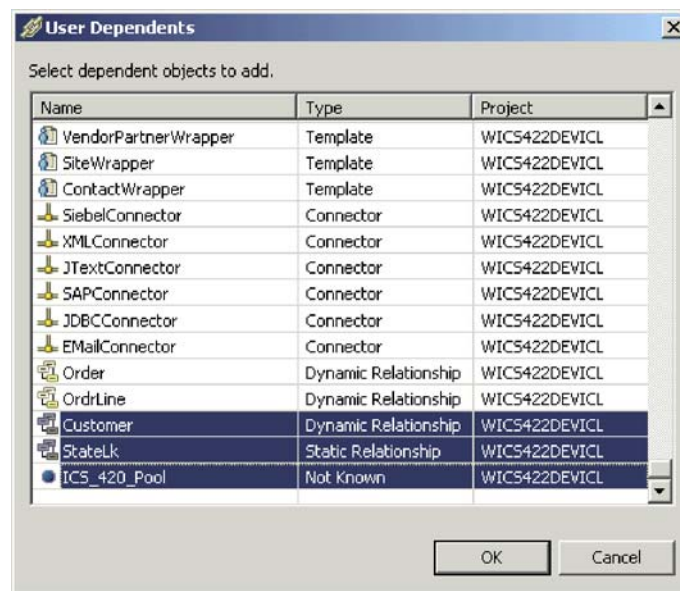 User Dependents
Select dependent objects to add.
Name Type Project
VendorPartnerWrapper Template WICS422DEVICL
SiteWrapper Template WICS422DEVICL
ContactWrapper Template WICS422DEVICL
SiebelConnector Connector WICS422DEVICL
XMLConnector Connector WICS422DEVICL
JTextConnector Connector WICS422DEVICL
SAPConnector Connector WICS422DEVICL
JDBCConnector Connector WICS422DEVICL
EMailConnector Connector WICS422DEVICL
Order Dynamic Relationship WICS422DEVICL
OrdrLine Dynamic Relationship WICS422DEVICL
Customer Dynamic Relationship WICS422DEVICL
StateLk Static Relationship WICS422DEVICL
ICS_420_Pool Not Known WICS422DEVICL
OK Cancel